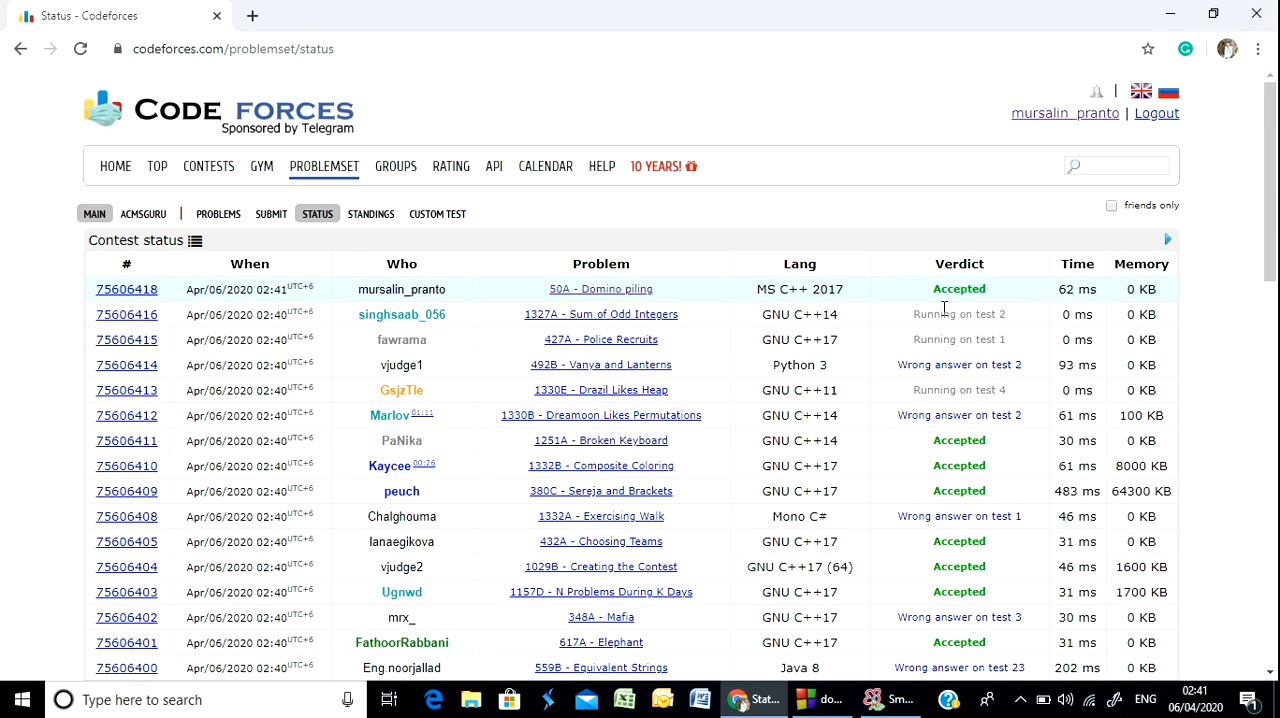 Status - Codeforces
codeforces.com/problemset/status
CODE FORCES
Sponsored by Telegram
mursalin_pranto | Logout
HOME TOP CONTESTS GYM PROBLEMSET GROUPS RATING API CALENDAR HELP 10 YEARS!
MAIN ACMSGURU | PROBLEMS SUBMIT STATUS STANDINGS CUSTOM TEST
friends only
Contest status
# When Who Problem Lang Verdict Time Memory
75606418 Apr/06/2020 02:41UTC+6 mursalin_pranto 50A - Domino piling MS C++ 2017 Accepted 62 ms 0 KB
75606416 Apr/06/2020 02:40UTC+6 singhsaab_056 1327A - Sum of Odd Integers GNU C++14 Running on test 2 0 ms 0 KB
75606415 Apr/06/2020 02:40UTC+6 fawrama 427A - Police Recruits GNU C++17 Running on test 1 0 ms 0 KB
75606414 Apr/06/2020 02:40UTC+6 vjudge1 492B - Vanya and Lanterns Python 3 Wrong answer on test 2 93 ms 0 KB
75606413 Apr/06/2020 02:40UTC+6 GsjzTle 1330E - Drazil Likes Heap GNU C++11 Running on test 4 0 ms 0 KB
75606412 Apr/06/2020 02:40UTC+6 Marlov 01:11 1330B - Dreamoon Likes Permutations GNU C++14 Wrong answer on test 2 61 ms 100 KB
75606411 Apr/06/2020 02:40UTC+6 PaNika 1251A - Broken Keyboard GNU C++14 Accepted 30 ms 0 KB
75606410 Apr/06/2020 02:40UTC+6 Kaycee 00:26 1332B - Composite Coloring GNU C++17 Accepted 61 ms 8000 KB
75606409 Apr/06/2020 02:40UTC+6 peuch 380C - Sereja and Brackets GNU C++17 Accepted 483 ms 64300 KB
75606408 Apr/06/2020 02:40UTC+6 Chalghouma 1332A - Exercising Walk Mono C# Wrong answer on test 1 46 ms 0 KB
75606405 Apr/06/2020 02:40UTC+6 lanaegikova 432A - Choosing Teams GNU C++17 Accepted 31 ms 0 KB
75606404 Apr/06/2020 02:40UTC+6 vjudge2 1029B - Creating the Contest GNU C++17 (64) Accepted 46 ms 1600 KB
75606403 Apr/06/2020 02:40UTC+6 Ugnwd 1157D - N Problems During K Days GNU C++17 Accepted 31 ms 1700 KB
75606402 Apr/06/2020 02:40UTC+6 mrx_ 348A - Mafia GNU C++17 Wrong answer on test 3 30 ms 0 KB
75606401 Apr/06/2020 02:40UTC+6 FathoorRabbani 617A - Elephant GNU C++17 Accepted 31 ms 0 KB
75606400 Apr/06/2020 02:40UTC+6 Eng.noorjallad 559B - Equivalent Strings Java 8 Wrong answer on test 23 202 ms 0 KB
Type here to search Stat... do... Sm... ENG 02:41
06/04/2020